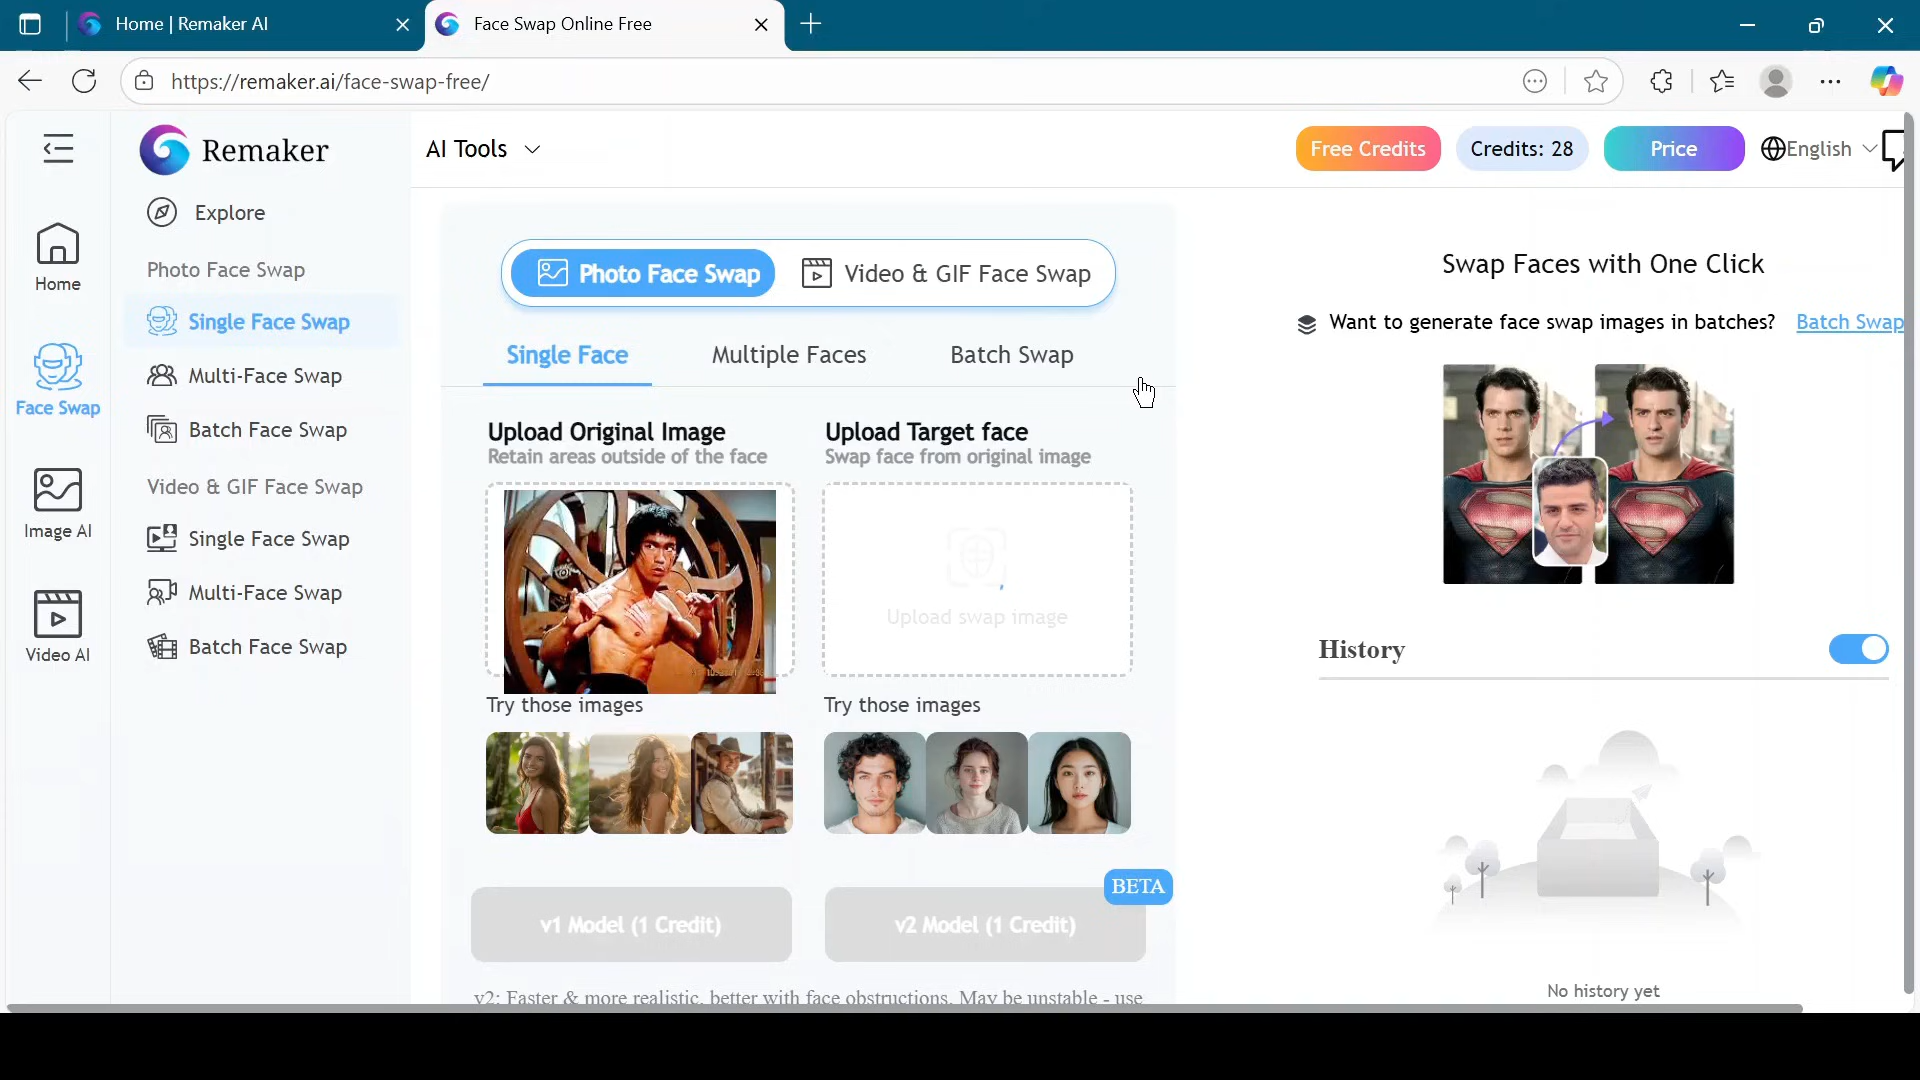 Home | Remaker AI
Face Swap Online Free
https://remaker.ai/face-swap-free/
Remaker
AI Tools
Free Credits
Credits: 28
Price
English
Explore
Home
Photo Face Swap
Single Face Swap
Multi-Face Swap
Batch Face Swap
Video & GIF Face Swap
Single Face Swap
Multi-Face Swap
Batch Face Swap
Face Swap
Image AI
Video AI
Photo Face Swap
Video & GIF Face Swap
Single Face
Multiple Faces
Batch Swap
Upload Original Image
Retain areas outside of the face
Upload Target face
Swap face from original image
Upload swap image
Try those images
Try those images
BETA
v1 Model (1 Credit)
v2 Model (1 Credit)
v2: Faster & more realistic, better with face obstructions. May be unstable - use
Swap Faces with One Click
Want to generate face swap images in batches? Batch Swap
History
No history yet